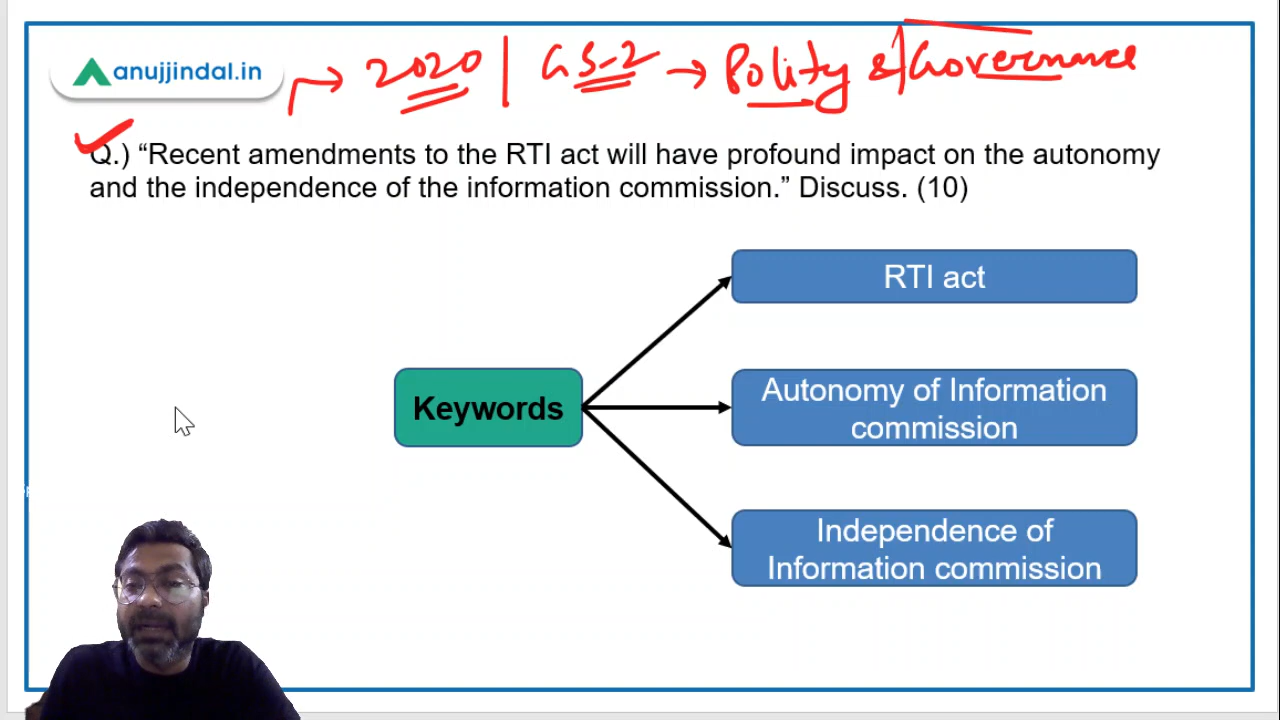 anujjindal.in
2020 | GS-2 → Polity & Governance
Q.) “Recent amendments to the RTI act will have profound impact on the autonomy
and the independence of the information commission.” Discuss. (10)
RTI act
Keywords
Autonomy of Information
commission
Independence of
Information commission